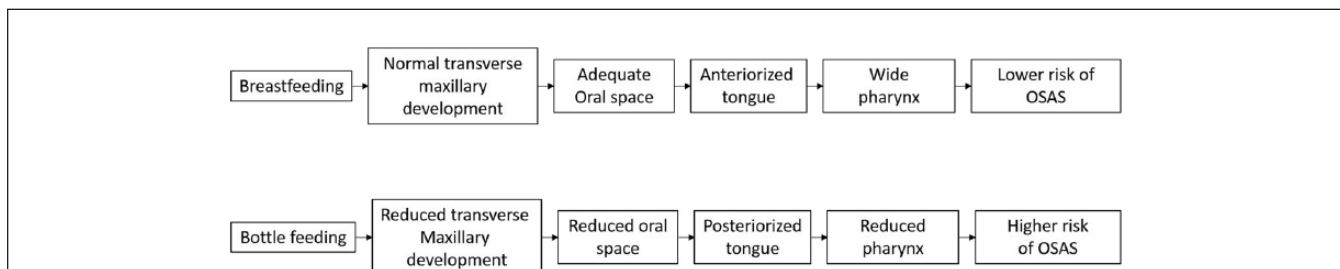 Breastfeeding
Normal transverse
maxillary
development
Adequate
Oral space
Anteriorized
tongue
Wide
pharynx
Lower risk of
OSAS
Bottle feeding
Reduced transverse
Maxillary
development
Reduced oral
space
Posteriorized
tongue
Reduced
pharynx
Higher risk
of OSAS